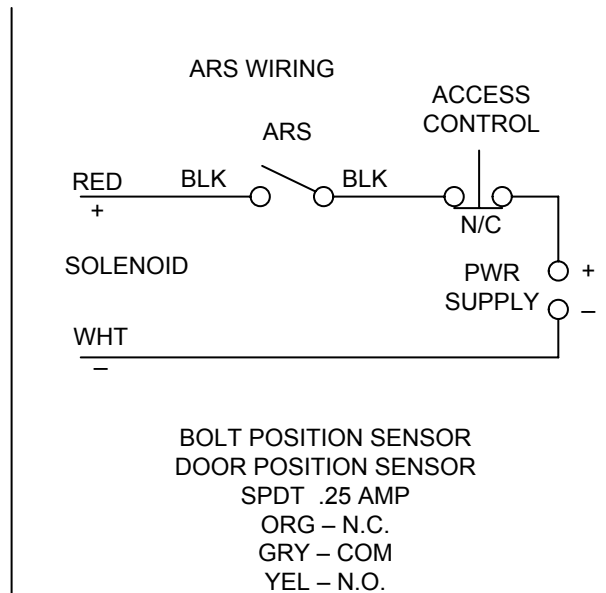 ARS WIRING
ACCESS
CONTROL
ARS
RED
BLK
BLK
+
N/C
SOLENOID
PWR
SUPPLY
+
–
WHT
–
BOLT POSITION SENSOR
DOOR POSITION SENSOR
SPDT .25 AMP
ORG – N.C.
GRY – COM
YEL – N.O.